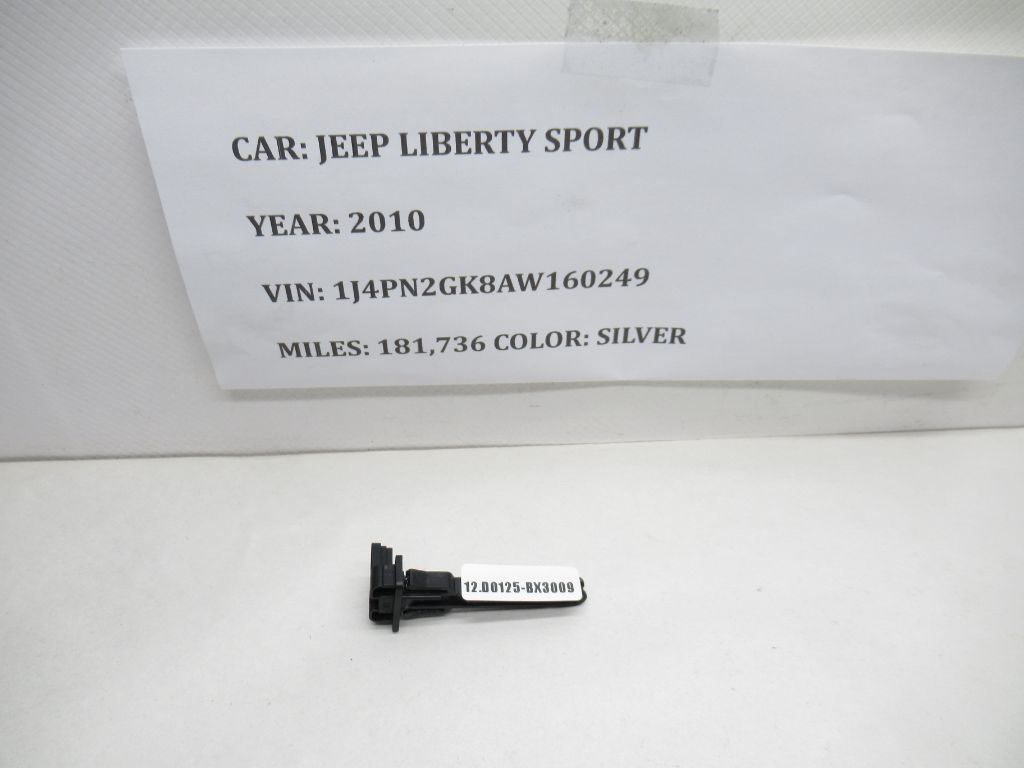 CAR: JEEP LIBERTY SPORT
YEAR: 2010
VIN: 1J4PN2GK8AW160249
MILES: 181,736 COLOR: SILVER
12.D0125-BX3009